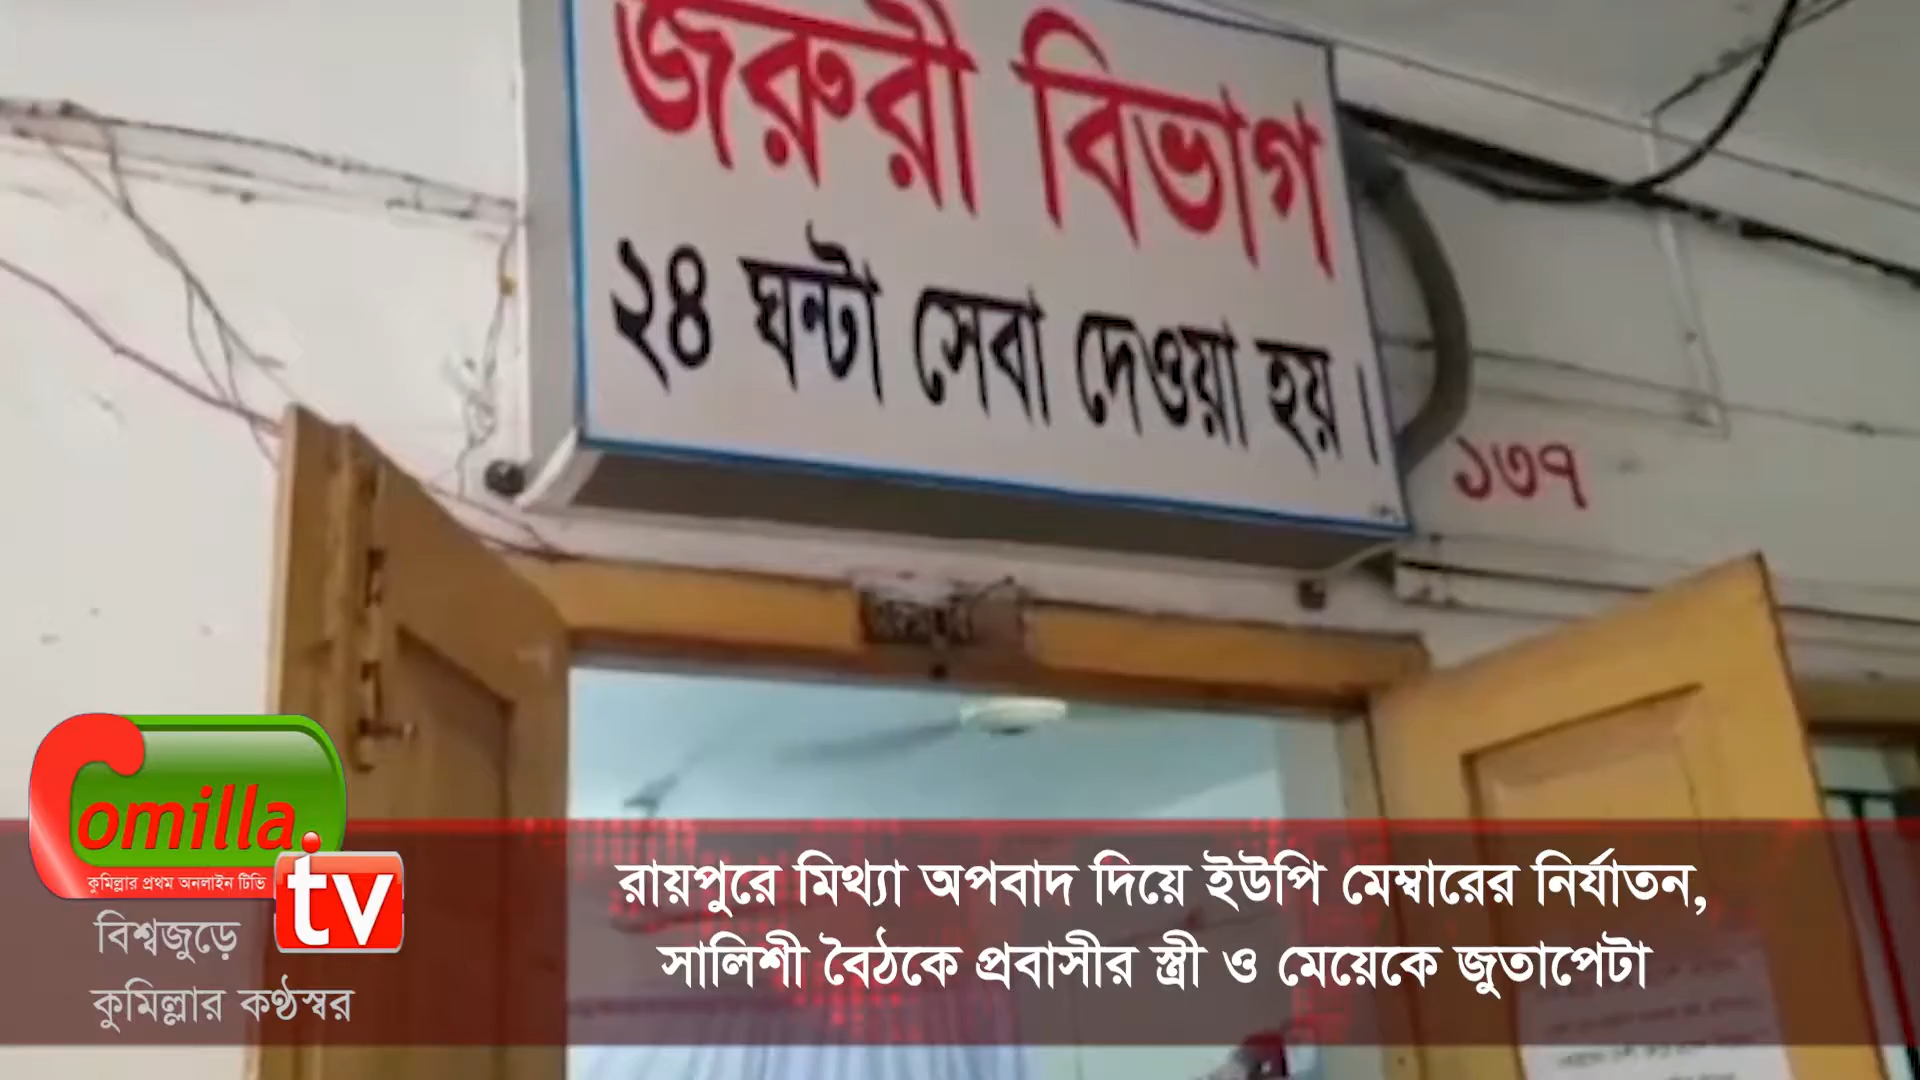 জরুরী বিভাগ
২৪ ঘন্টা সেবা দেওয়া হয়।
১৩৭
Comilla.
tv
কুমিল্লার প্রথম অনলাইন টিভি
বিশ্বজুড়ে
কুমিল্লার কণ্ঠস্বর
রায়পুরে মিথ্যা অপবাদ দিয়ে ইউপি মেম্বারের নির্যাতন,
সালিশী বৈঠকে প্রবাসীর স্ত্রী ও মেয়েকে জুতাপেটা